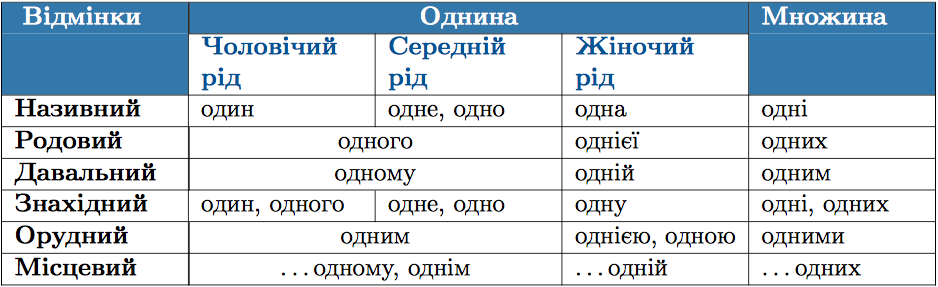 Відмінки Однина Множина
Чоловічий рід Середній рід Жіночий рід
Називний один одне, одно одна одні
Родовий одного однієї одних
Давальний одному одній одним
Знахідний один, одного одне, одно одну одні, одних
Орудний одним однією, одною одними
Місцевий ...одному, однім ...одній ...одних